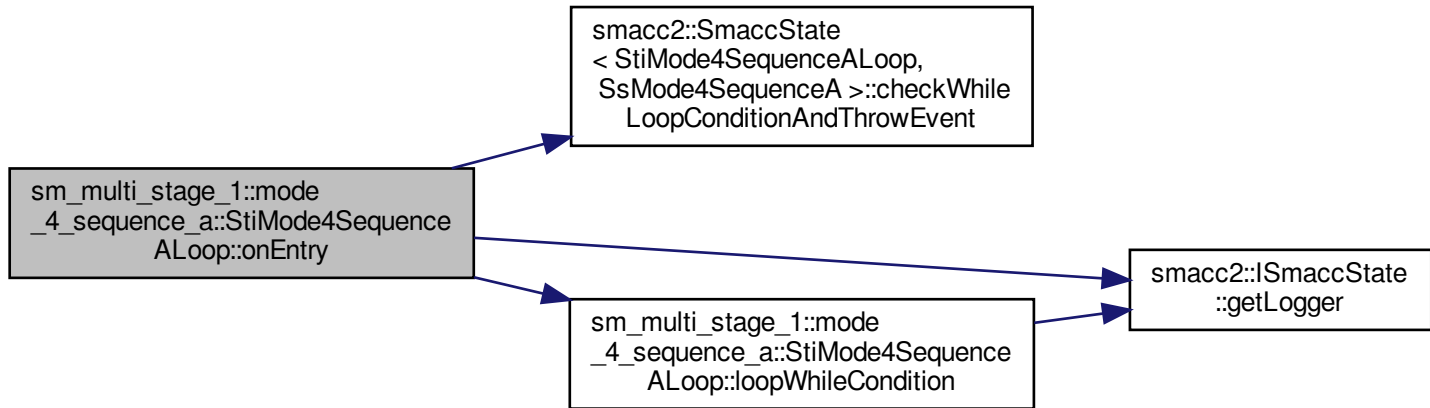 smacc2::SmaccState
< StiMode4SequenceALoop,
SsMode4SequenceA >::checkWhile
LoopConditionAndThrowEvent
sm_multi_stage_1::mode
_4_sequence_a::StiMode4Sequence
ALoop::onEntry
smacc2::ISmaccState
::getLogger
sm_multi_stage_1::mode
_4_sequence_a::StiMode4Sequence
ALoop::loopWhileCondition